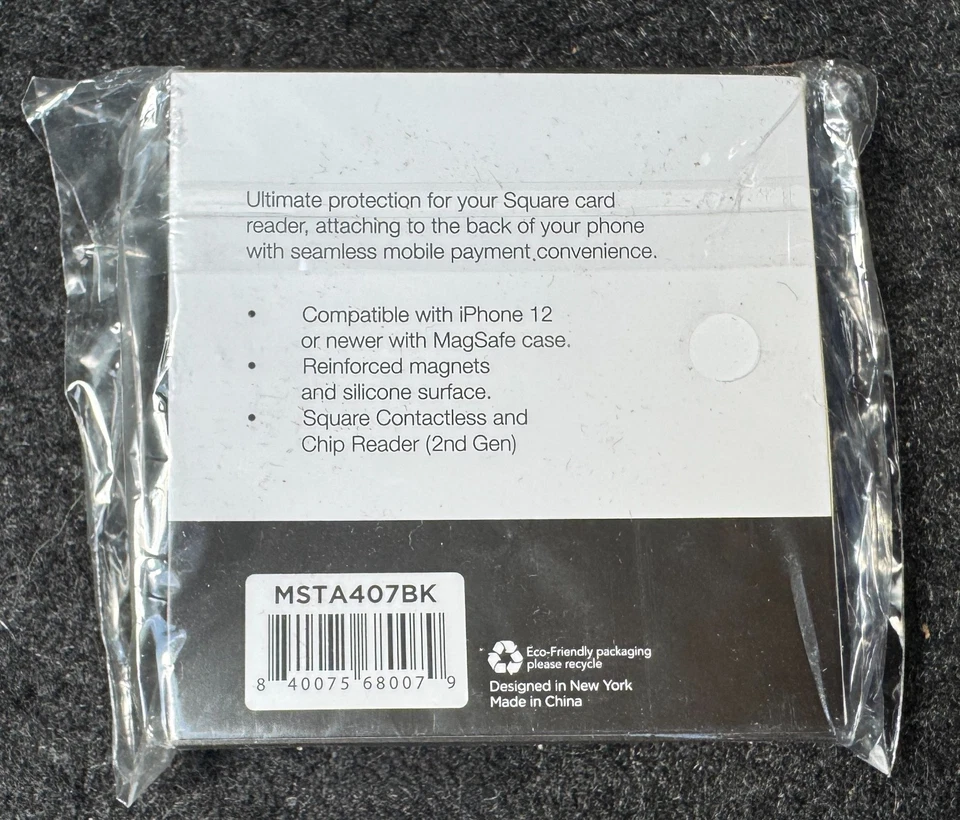 Ultimate protection for your Square card
reader, attaching to the back of your phone
with seamless mobile payment convenience.
• Compatible with iPhone 12
or newer with MagSafe case.
• Reinforced magnets
and silicone surface.
• Square Contactless and
Chip Reader (2nd Gen)
MSTA407BK
8 40075 68007 9
Eco-Friendly packaging
please recycle
Designed in New York
Made in China